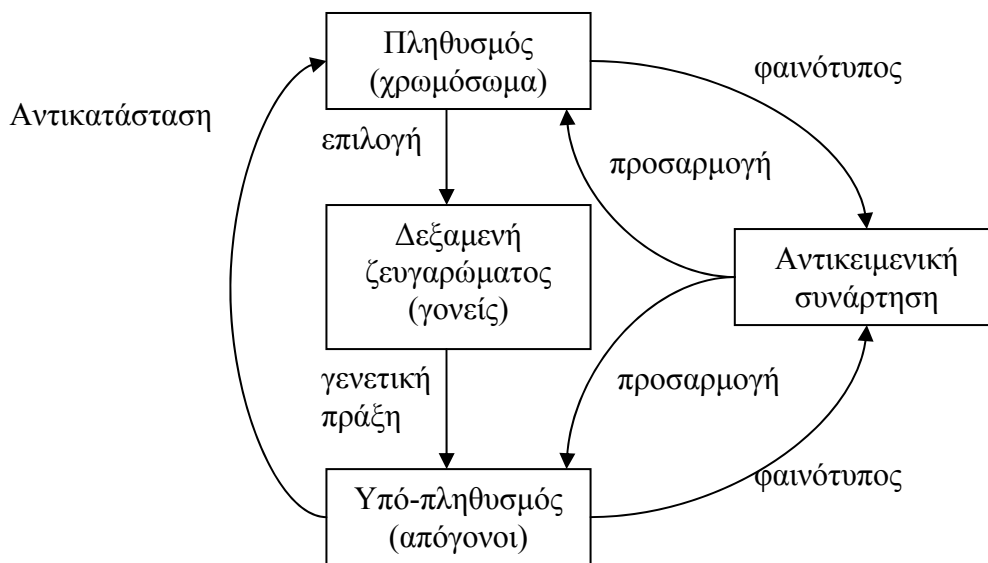 Πληθυσμός
(χρωμόσωμα)
φαινότυπος
Αντικατάσταση
επιλογή
προσαρμογή
Δεξαμενή
ζευγαρώματος
(γονείς)
Αντικειμενική
συνάρτηση
γενετική
πράξη
προσαρμογή
Υπό-πληθυσμός
(απόγονοι)
φαινότυπος